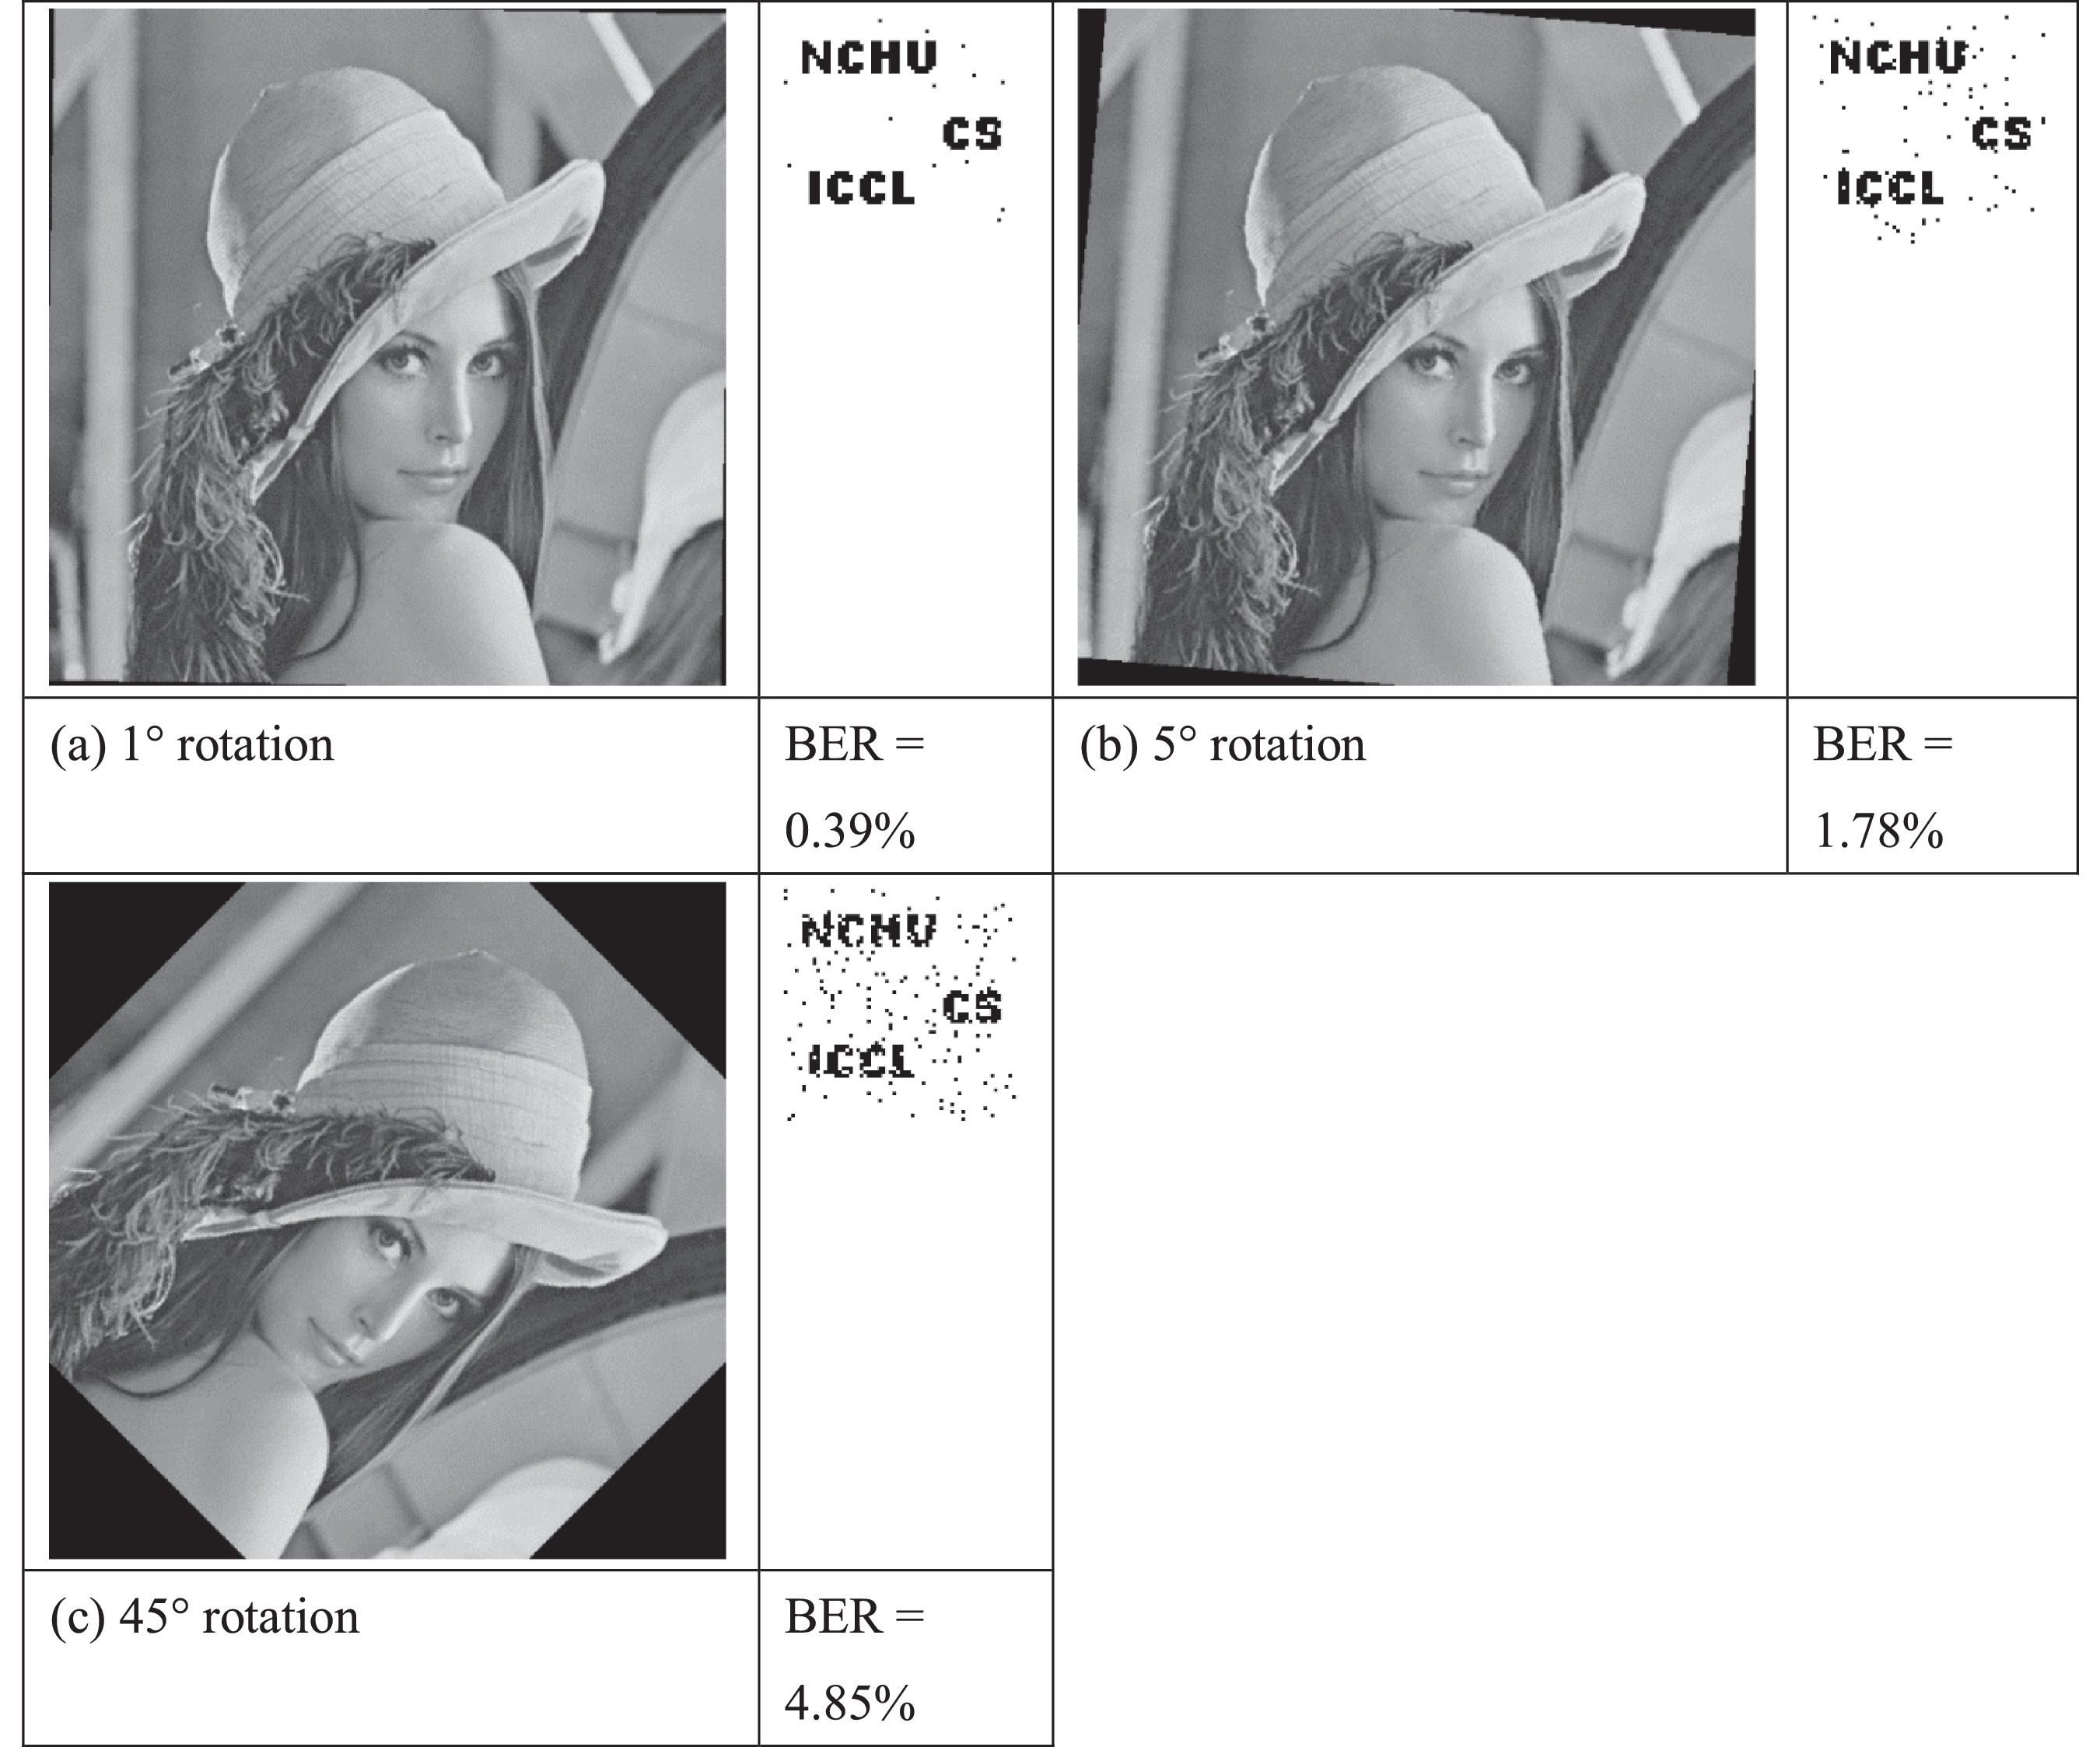 NCHU
CS
ICCL
NCHU
CS
ICCL
(a) 1° rotation
BER =
0.39%
(b) 5° rotation
BER =
1.78%
NCHU
CS
ICCL
(c) 45° rotation
BER =
4.85%